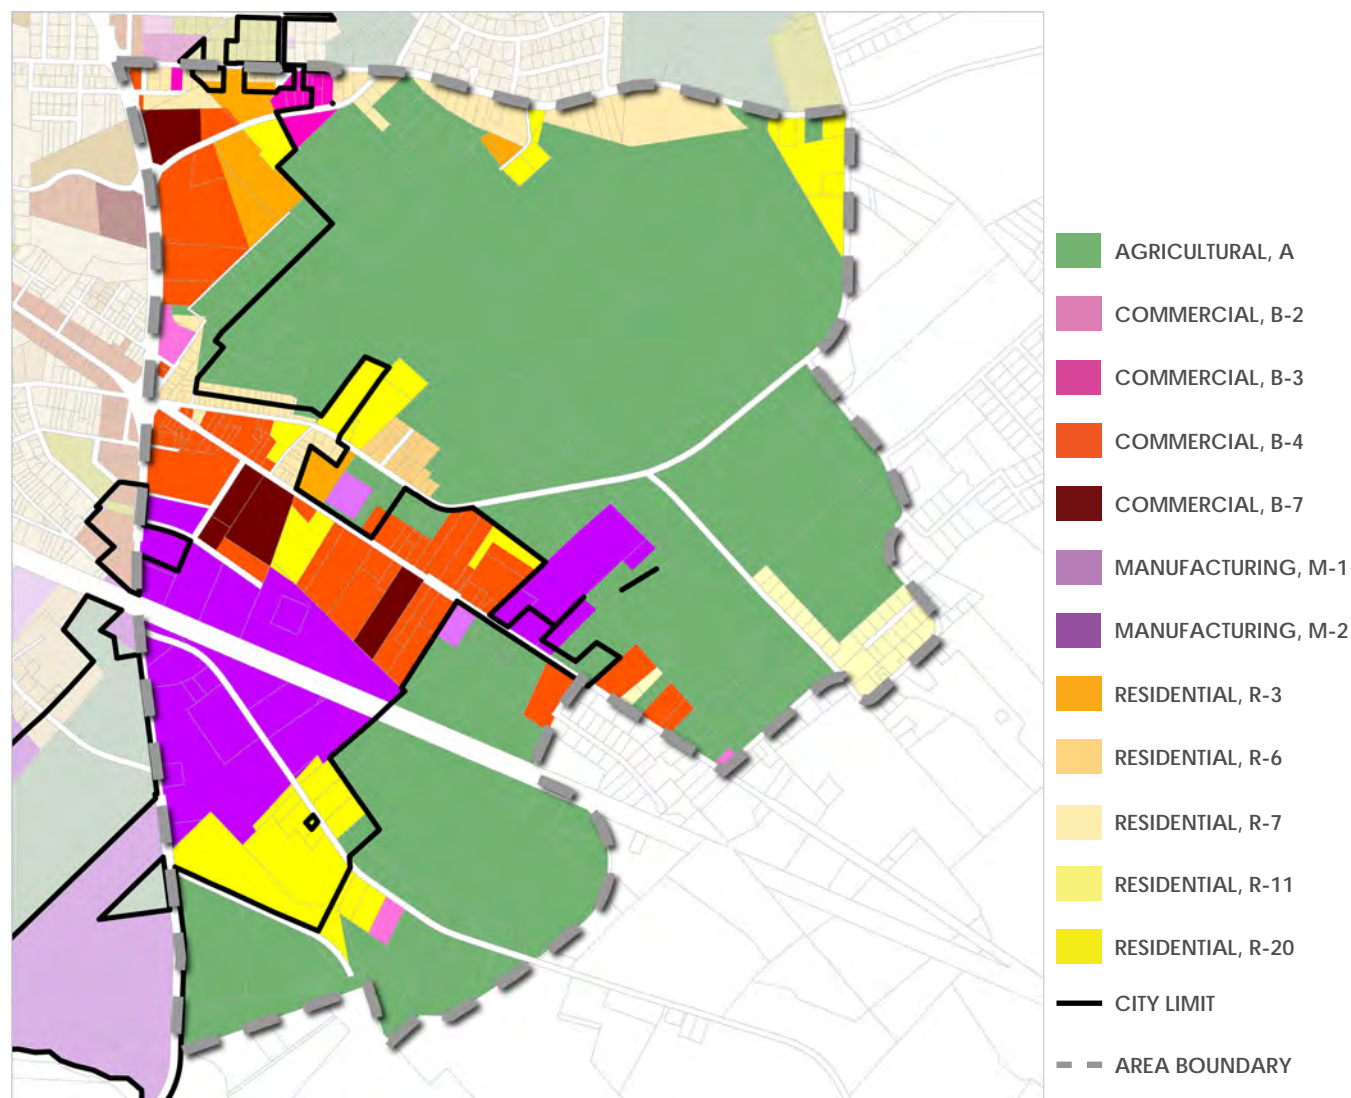 AGRICULTURAL, A
COMMERCIAL, B-2
COMMERCIAL, B-3
COMMERCIAL, B-4
COMMERCIAL, B-7
MANUFACTURING, M-1
MANUFACTURING, M-2
RESIDENTIAL, R-3
RESIDENTIAL, R-6
RESIDENTIAL, R-7
RESIDENTIAL, R-11
RESIDENTIAL, R-20
CITY LIMIT
AREA BOUNDARY